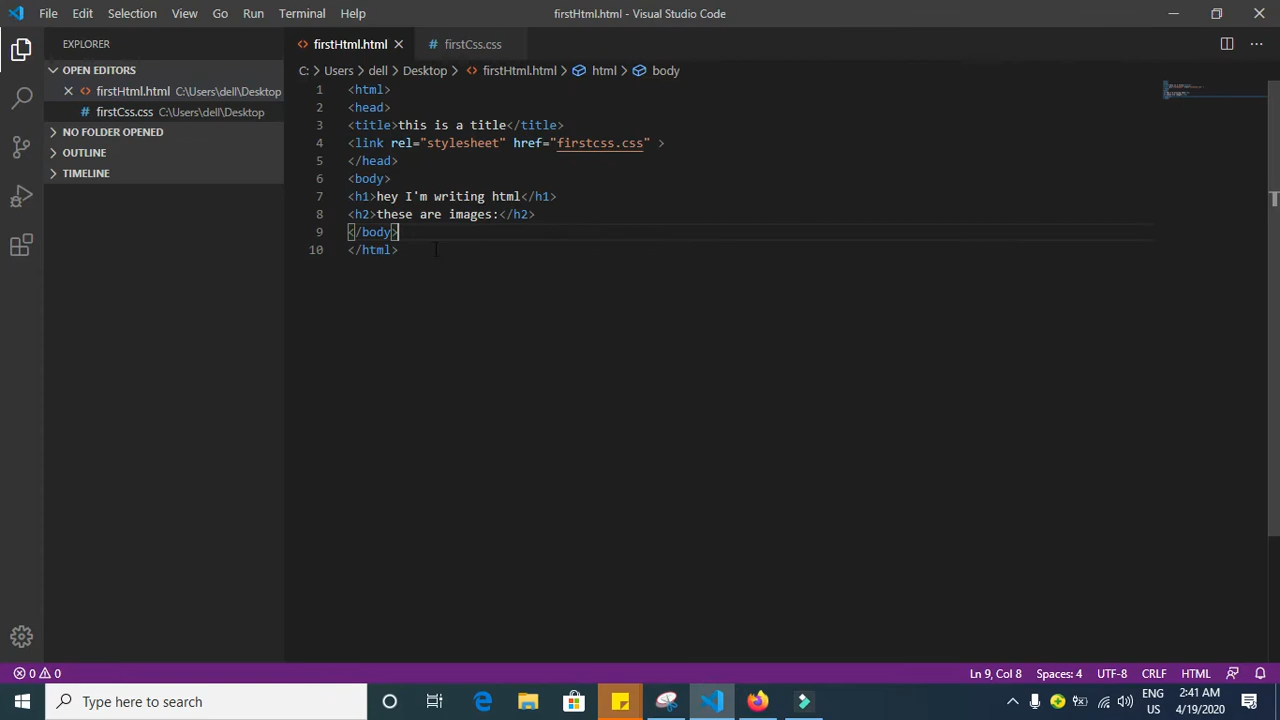 File Edit Selection View Go Run Terminal Help firstHtml.html - Visual Studio Code
EXPLORER
OPEN EDITORS
firstHtml.html C:\Users\dell\Desktop
firstCss.css C:\Users\dell\Desktop
NO FOLDER OPENED
OUTLINE
TIMELINE
firstHtml.html firstCss.css
C: > Users > dell > Desktop > firstHtml.html > html > body
1 <html>
2 <head>
3 <title>this is a title</title>
4 <link rel="stylesheet" href="firstcss.css" >
5 </head>
6 <body>
7 <h1>hey I'm writing html</h1>
8 <h2>these are images:</h2>
9 </body>
10 </html>
0 0 Ln 9, Col 8 Spaces: 4 UTF-8 CRLF HTML
Type here to search
ENG
US
2:41 AM
4/19/2020